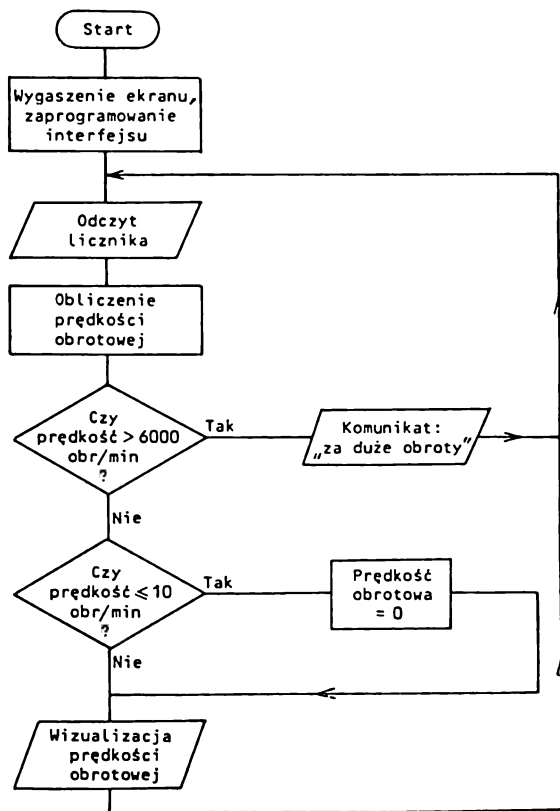 Start
Wygaszenie ekranu,
zaprogramowanie
interfejsu
Odczyt
licznika
Obliczenie
prędkości
obrotowej
Czy
prędkość > 6000
obr/min
?
Tak
Komunikat:
„za duże obroty"
Nie
Czy
prędkość ≤ 10
obr/min
?
Tak
Prędkość
obrotowa
= 0
Nie
Wizualizacja
prędkości
obrotowej